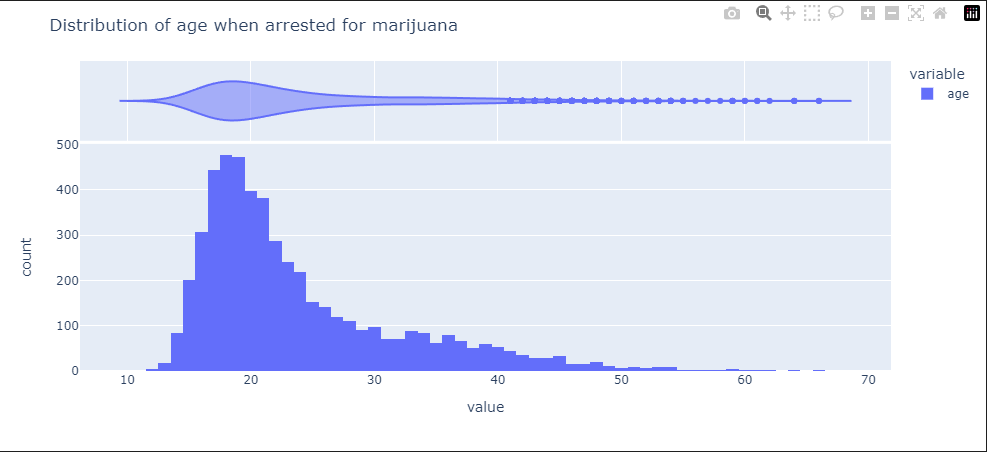 Distribution of age when arrested for marijuana
variable
age
500
400
300
200
100
0
count
10 20 30 40 50 60 70
value